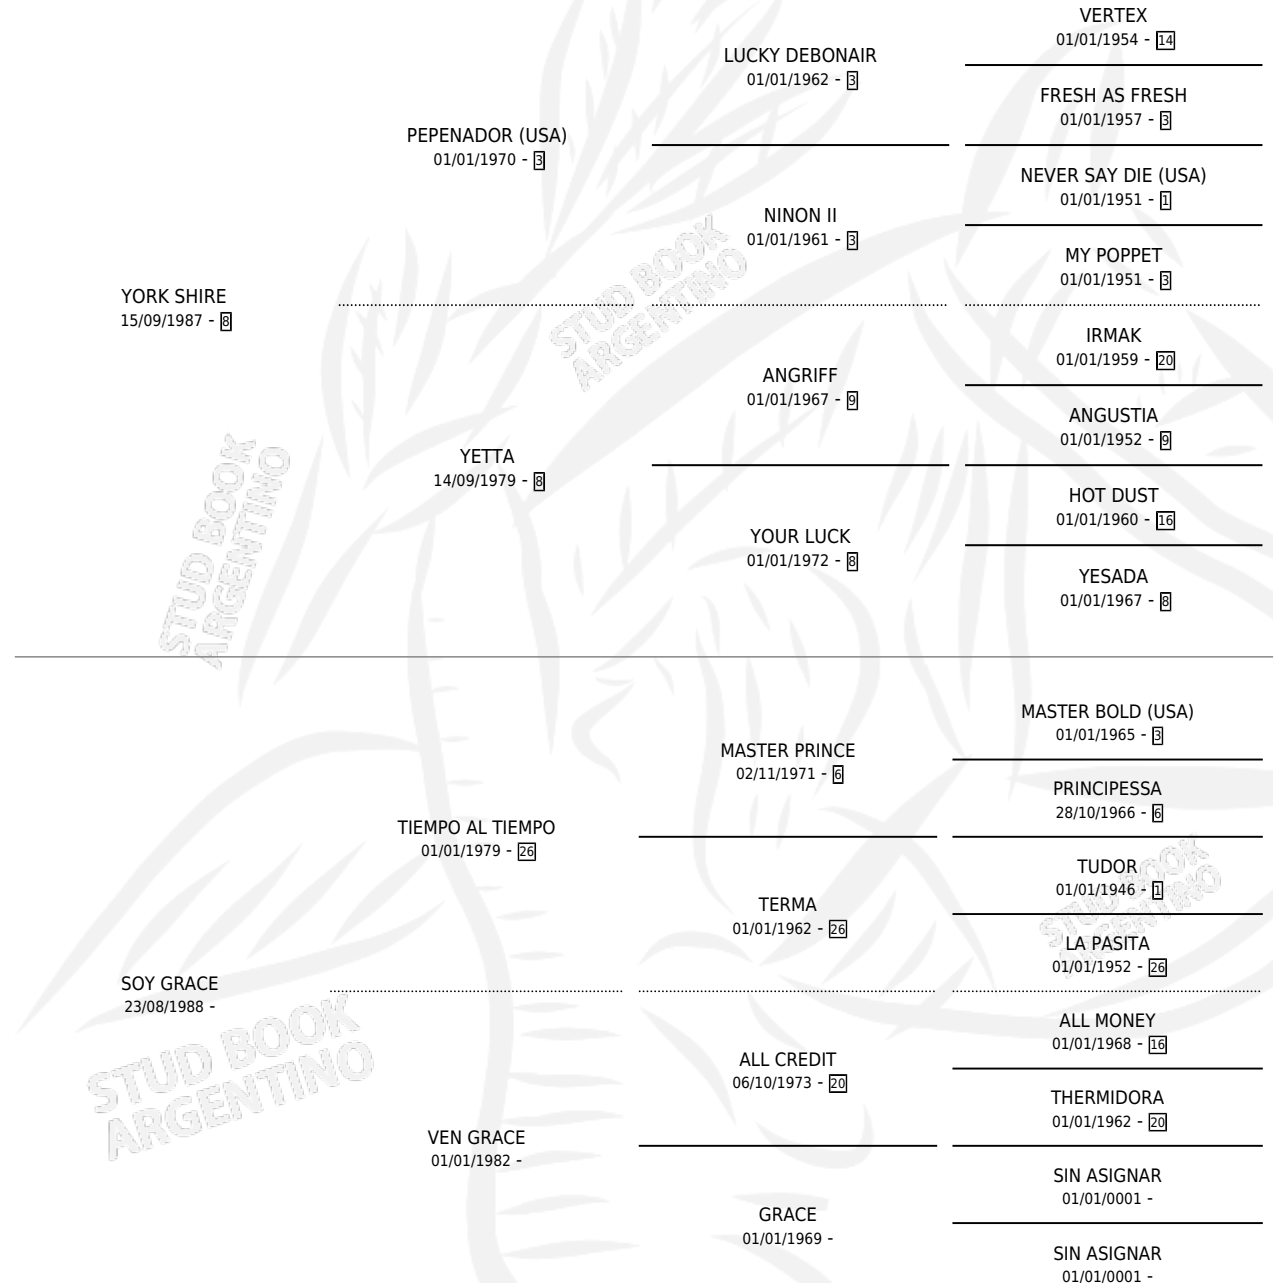 VERTEX
01/01/1954 - 14
LUCKY DEBONAIR
01/01/1962 - 3
FRESH AS FRESH
01/01/1957 - 3
PEPENADOR (USA)
01/01/1970 - 3
NEVER SAY DIE (USA)
01/01/1951 - 1
NINON II
01/01/1961 - 3
MY POPPET
01/01/1951 - 3
YORK SHIRE
15/09/1987 - 8
IRMAK
01/01/1959 - 20
ANGRIFF
01/01/1967 - 9
ANGUSTIA
01/01/1952 - 9
YETTA
14/09/1979 - 8
HOT DUST
01/01/1960 - 16
YOUR LUCK
01/01/1972 - 8
YESADA
01/01/1967 - 8
MASTER BOLD (USA)
01/01/1965 - 3
MASTER PRINCE
02/11/1971 - 6
PRINCIPESSA
28/10/1966 - 6
TIEMPO AL TIEMPO
01/01/1979 - 26
TUDOR
01/01/1946 - 1
TERMA
01/01/1962 - 26
LA PASITA
01/01/1952 - 26
SOY GRACE
23/08/1988 -
ALL MONEY
01/01/1968 - 16
ALL CREDIT
06/10/1973 - 20
THERMIDORA
01/01/1962 - 20
VEN GRACE
01/01/1982 -
SIN ASIGNAR
01/01/0001 -
GRACE
01/01/1969 -
SIN ASIGNAR
01/01/0001 -
STUD BOOK
ARGENTINO
STUD BOOK
ARGENTINO
STUD BOOK
ARGENTINO
STUD BOOK
ARGENTINO